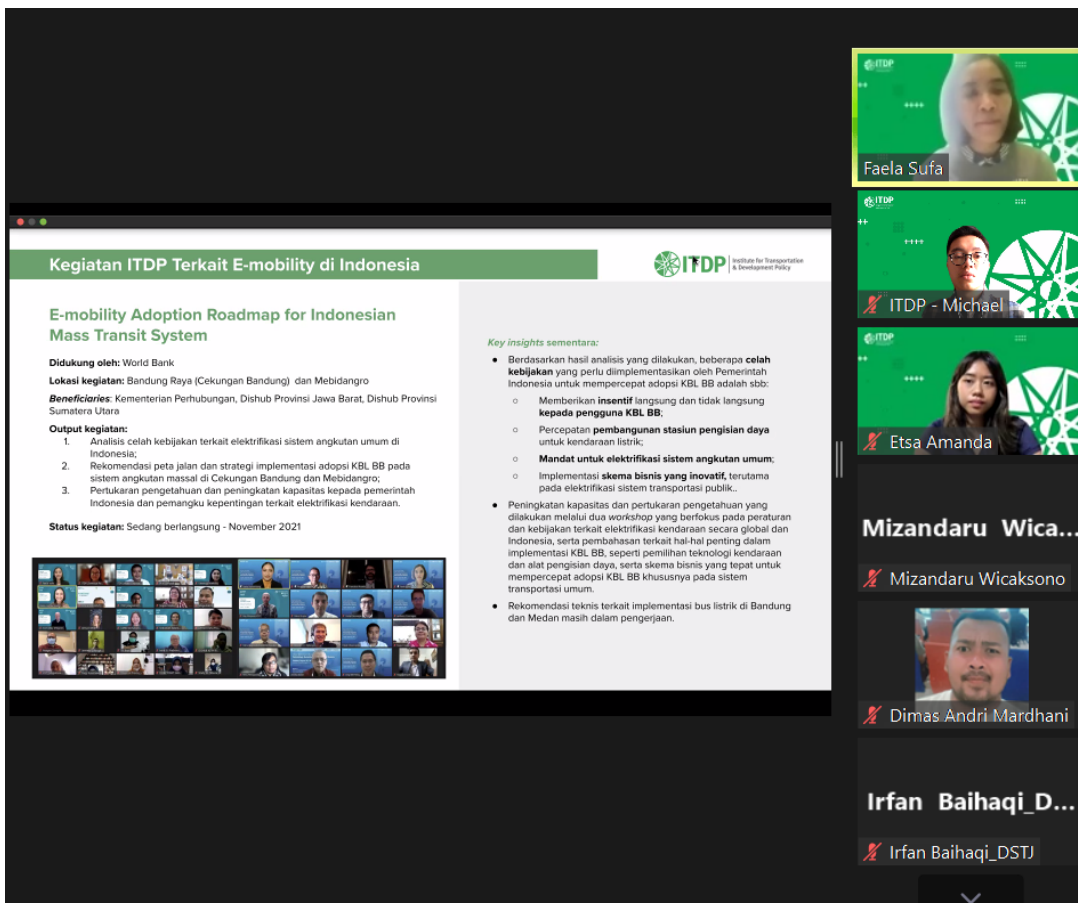 Kegiatan ITDP Terkait E-mobility di Indonesia
ITDP
Institute for Transportation
& Development Policy
E-mobility Adoption Roadmap for Indonesian
Mass Transit System
Didukung oleh: World Bank
Lokasi kegiatan: Bandung Raya (Cekungan Bandung) dan Mebidangro
Beneficiaries: Kementerian Perhubungan, Dishub Provinsi Jawa Barat, Dishub Provinsi
Sumatera Utara
Output kegiatan:
1. Analisis celah kebijakan terkait elektrifikasi sistem angkutan umum di
Indonesia;
2. Rekomendasi peta jalan dan strategi implementasi adopsi KBL BB pada
sistem angkutan massal di Cekungan Bandung dan Mebidangro;
3. Pertukaran pengetahuan dan peningkatan kapasitas kepada pemerintah
Indonesia dan pemangku kepentingan terkait elektrifikasi kendaraan.
Status kegiatan: Sedang berlangsung - November 2021
Key insights sementara:
● Berdasarkan hasil analisis yang dilakukan, beberapa celah
kebijakan yang perlu diimplementasikan oleh Pemerintah
Indonesia untuk mempercepat adopsi KBL BB adalah sbb:
○ Memberikan insentif langsung dan tidak langsung
kepada pengguna KBL BB;
○ Percepatan pembangunan stasiun pengisian daya
untuk kendaraan listrik;
○ Mandat untuk elektrifikasi sistem angkutan umum;
○ Implementasi skema bisnis yang inovatif, terutama
pada elektrifikasi sistem transportasi publik..
● Peningkatan kapasitas dan pertukaran pengetahuan yang
dilakukan melalui dua workshop yang berfokus pada peraturan
dan kebijakan terkait elektrifikasi kendaraan secara global dan
Indonesia, serta pembahasan terkait hal-hal penting dalam
implementasi KBL BB, seperti pemilihan teknologi kendaraan
dan alat pengisian daya, serta skema bisnis yang tepat untuk
mempercepat adopsi KBL BB khususnya pada sistem
transportasi umum.
● Rekomendasi teknis terkait implementasi bus listrik di Bandung
dan Medan masih dalam pengerjaan.
ITDP
Faela Sufa
ITDP
ITDP - Michael
ITDP
Etsa Amanda
Mizandaru Wica...
Mizandaru Wicaksono
Dimas Andri Mardhani
Irfan Baihaqi_D...
Irfan Baihaqi_DSTJ